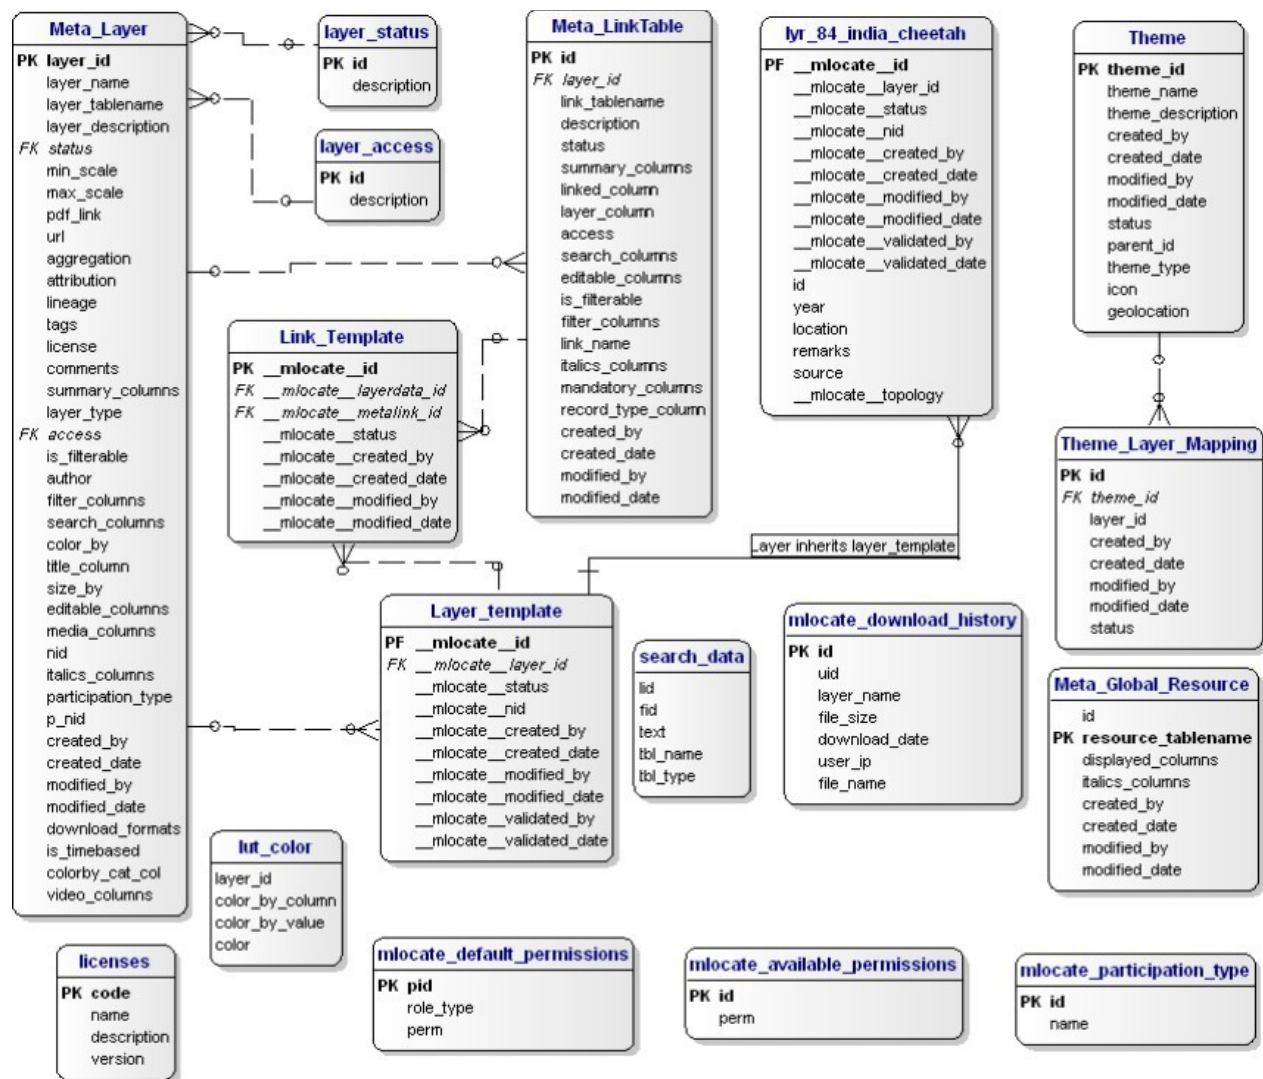 Meta_Layer
PK layer_id
layer_name
layer_tablename
layer_description
FK status
min_scale
max_scale
pdf_link
url
aggregation
attribution
lineage
tags
license
comments
summary_columns
layer_type
FK access
is_filterable
author
filter_columns
search_columns
color_by
title_column
size_by
editable_columns
media_columns
nid
italics_columns
participation_type
p_nid
created_by
created_date
modified_by
modified_date
download_formats
is_timebased
colorby_cat_col
video_columns
layer_status
PK id
description
layer_access
PK id
description
Meta_LinkTable
PK id
FK layer_id
link_tablename
description
status
summary_columns
linked_column
layer_column
access
search_columns
editable_columns
is_filterable
filter_columns
link_name
italics_columns
mandatory_columns
record_type_column
created_by
created_date
modified_by
modified_date
lyr_84_india_cheetah
PF __mlocate__id
__mlocate__layer_id
__mlocate__status
__mlocate__nid
__mlocate__created_by
__mlocate__created_date
__mlocate__modified_by
__mlocate__modified_date
__mlocate__validated_by
__mlocate__validated_date
id
year
location
remarks
source
__mlocate__topology
Theme
PK theme_id
theme_name
theme_description
created_by
created_date
modified_by
modified_date
status
parent_id
theme_type
icon
geolocation
Link_Template
PK __mlocate__id
FK __mlocate__layerdata_id
FK __mlocate__metalink_id
__mlocate__status
__mlocate__created_by
__mlocate__created_date
__mlocate__modified_by
__mlocate__modified_date
Theme_Layer_Mapping
PK id
FK theme_id
layer_id
created_by
created_date
modified_by
modified_date
status
Layer inherits layer_template
Layer_template
PF __mlocate__id
FK __mlocate__layer_id
__mlocate__status
__mlocate__nid
__mlocate__created_by
__mlocate__created_date
__mlocate__modified_by
__mlocate__modified_date
__mlocate__validated_by
__mlocate__validated_date
search_data
lid
fid
text
tbl_name
tbl_type
mlocate_download_history
PK id
uid
layer_name
file_size
download_date
user_ip
file_name
Meta_Global_Resource
id
PK resource_tablename
displayed_columns
italics_columns
created_by
created_date
modified_by
modified_date
lut_color
layer_id
color_by_column
color_by_value
color
licenses
PK code
name
description
version
mlocate_default_permissions
PK pid
role_type
perm
mlocate_available_permissions
PK id
perm
mlocate_participation_type
PK id
name